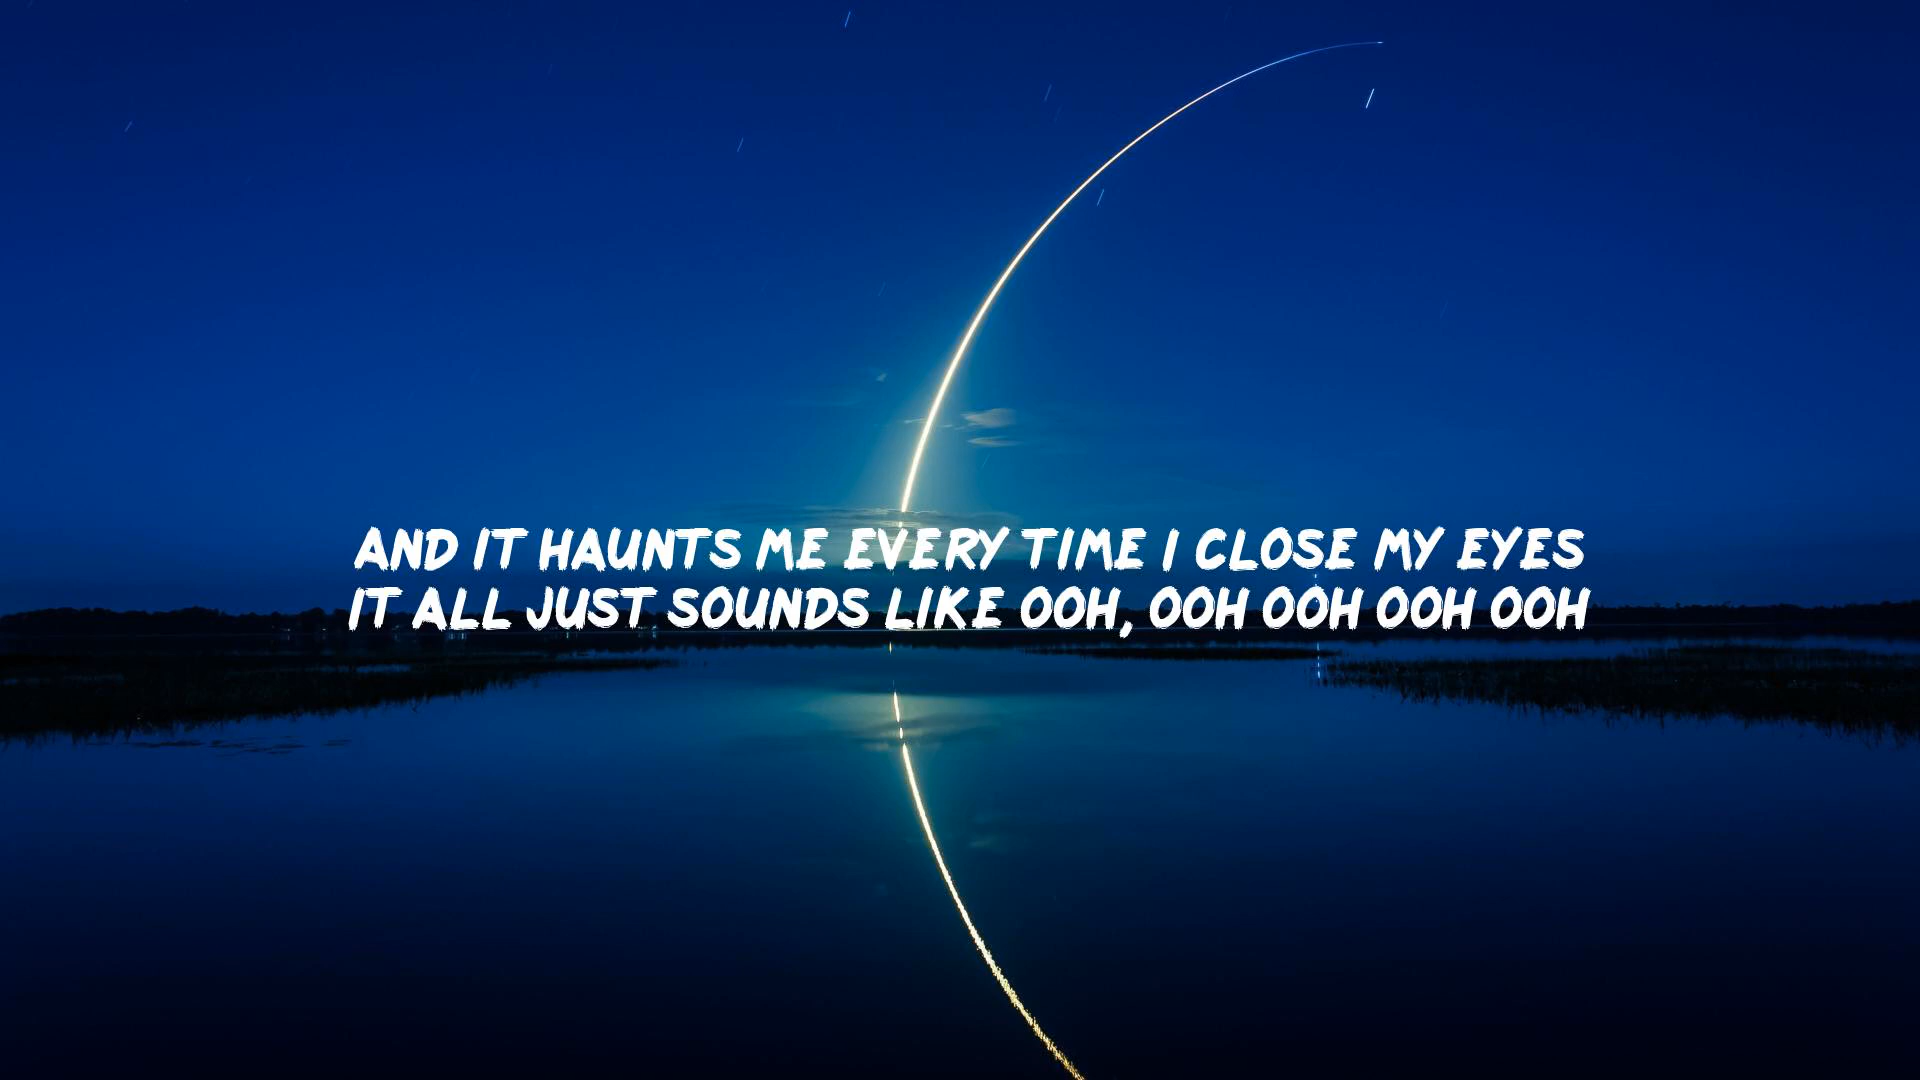 AND IT HAUNTS ME EVERY TIME I CLOSE MY EYES
IT ALL JUST SOUNDS LIKE OOH, OOH OOH OOH OOH